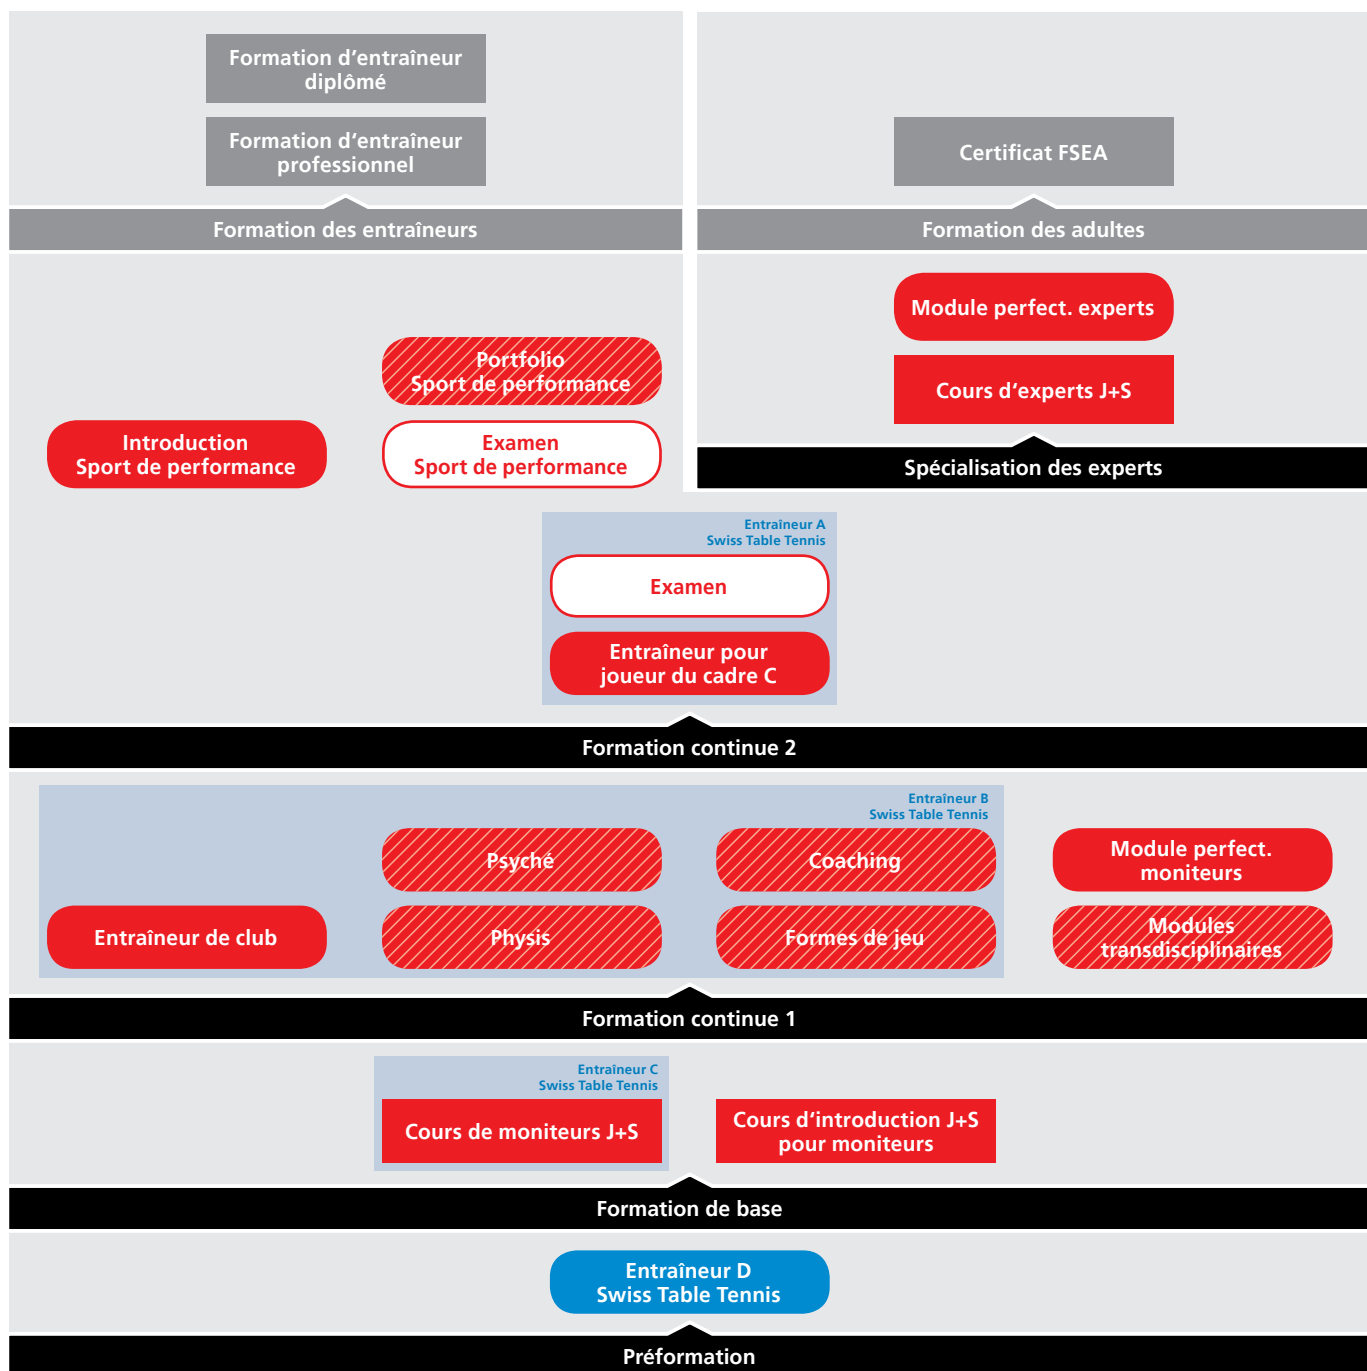 Formation d’entraîneur
diplômé
Formation d’entraîneur
professionnel
Certificat FSEA
Formation des entraîneurs
Formation des adultes
Module perfect. experts
Portfolio
Sport de performance
Cours d’experts J+S
Introduction
Sport de performance
Examen
Sport de performance
Spécialisation des experts
Entraîneur A
Swiss Table Tennis
Examen
Entraîneur pour
joueur du cadre C
Formation continue 2
Entraîneur B
Swiss Table Tennis
Psyché
Coaching
Module perfect.
moniteurs
Entraîneur de club
Physis
Formes de jeu
Modules
transdisciplinaires
Formation continue 1
Entraîneur C
Swiss Table Tennis
Cours de moniteurs J+S
Cours d’introduction J+S
pour moniteurs
Formation de base
Entraîneur D
Swiss Table Tennis
Préformation